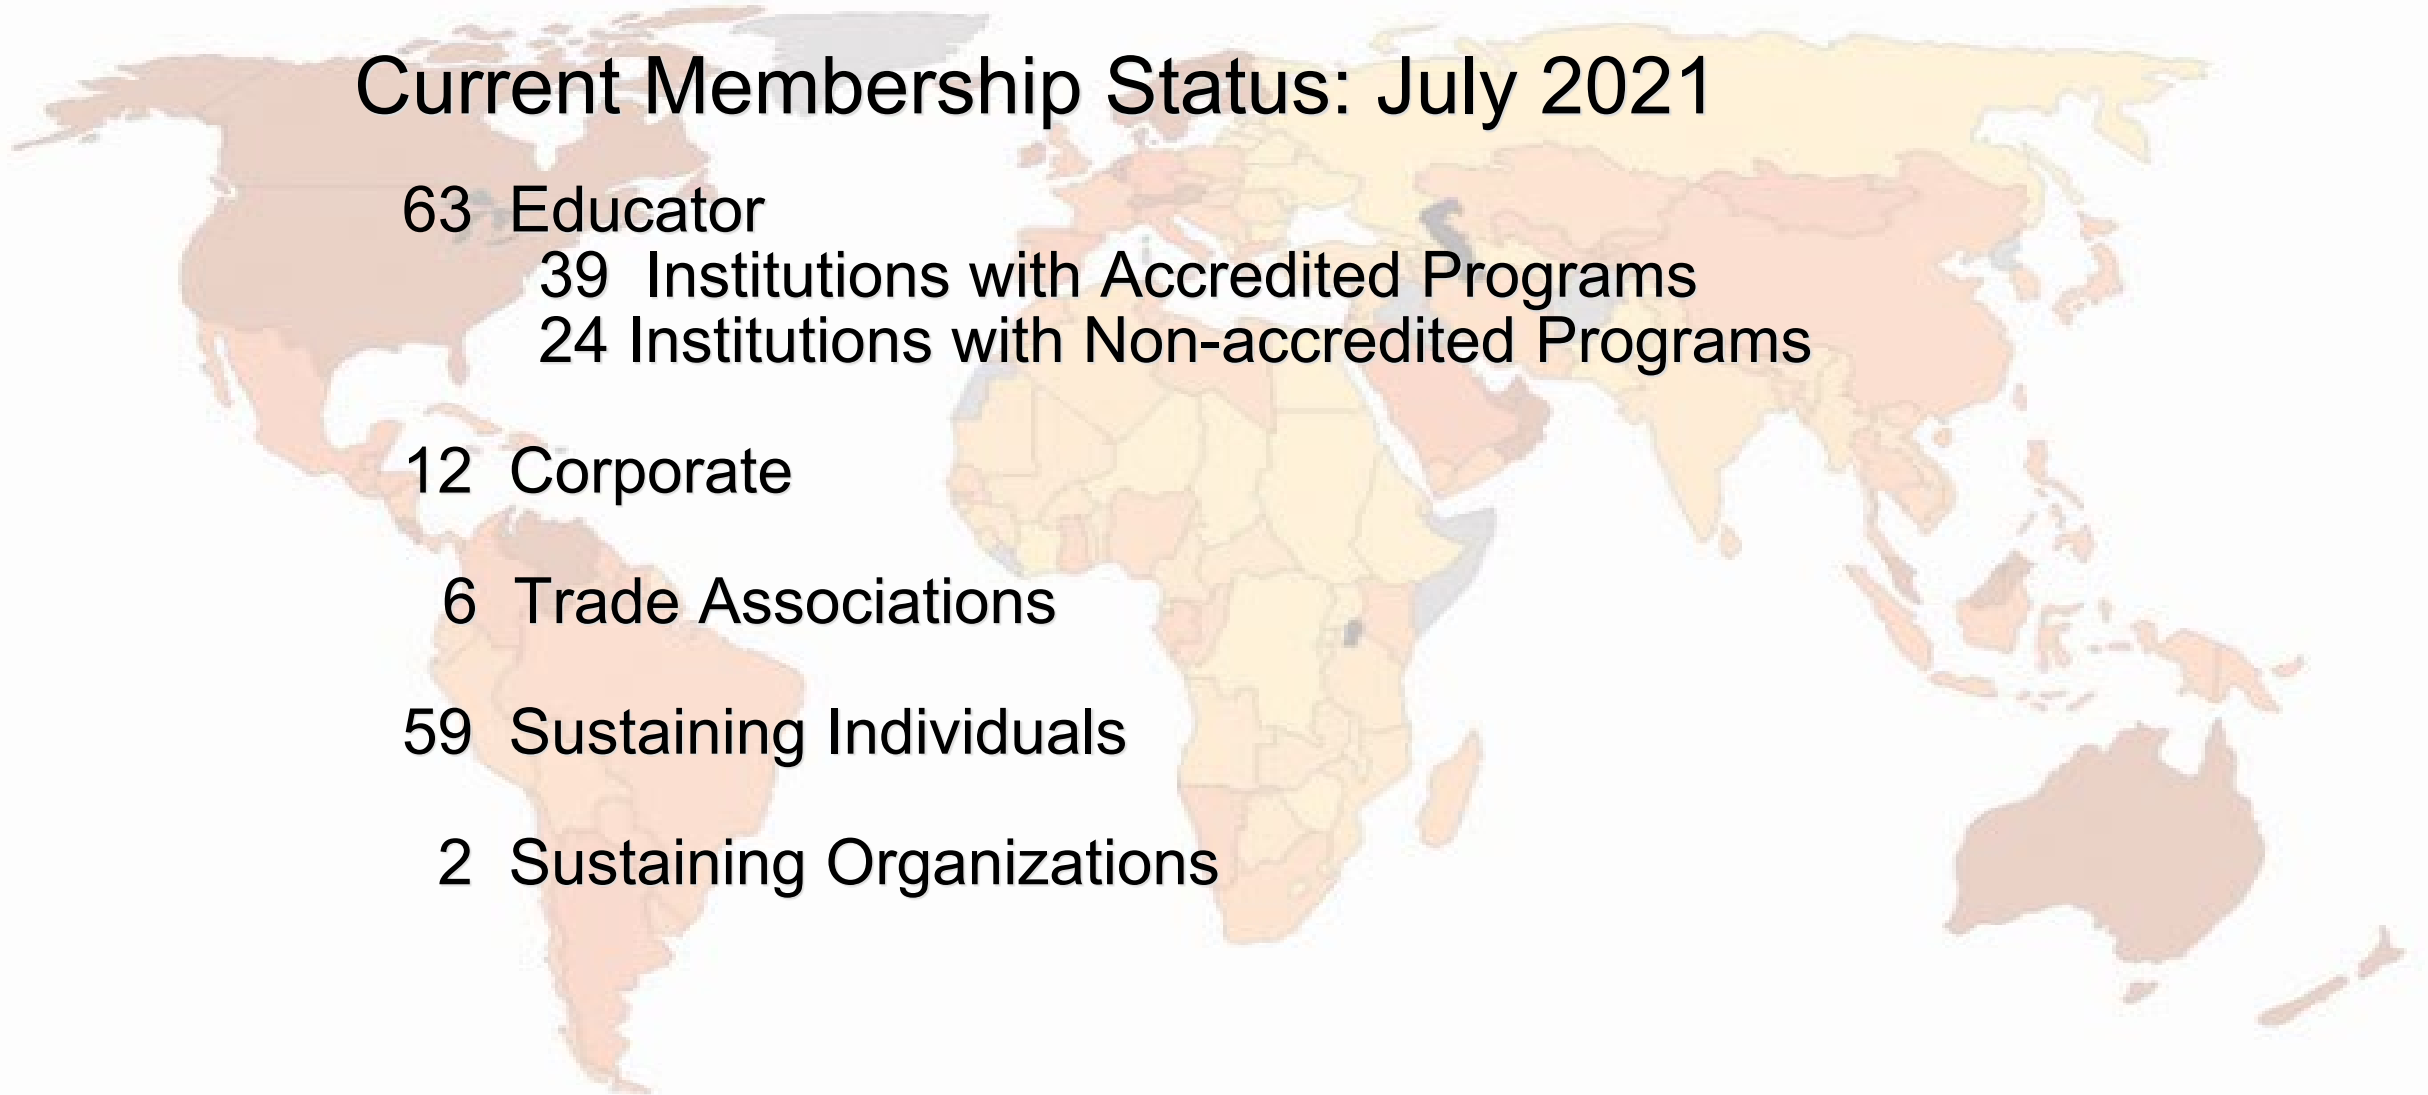 Current Membership Status: July 2021
63 Educator
39 Institutions with Accredited Programs
24 Institutions with Non-accredited Programs
12 Corporate
6 Trade Associations
59 Sustaining Individuals
2 Sustaining Organizations